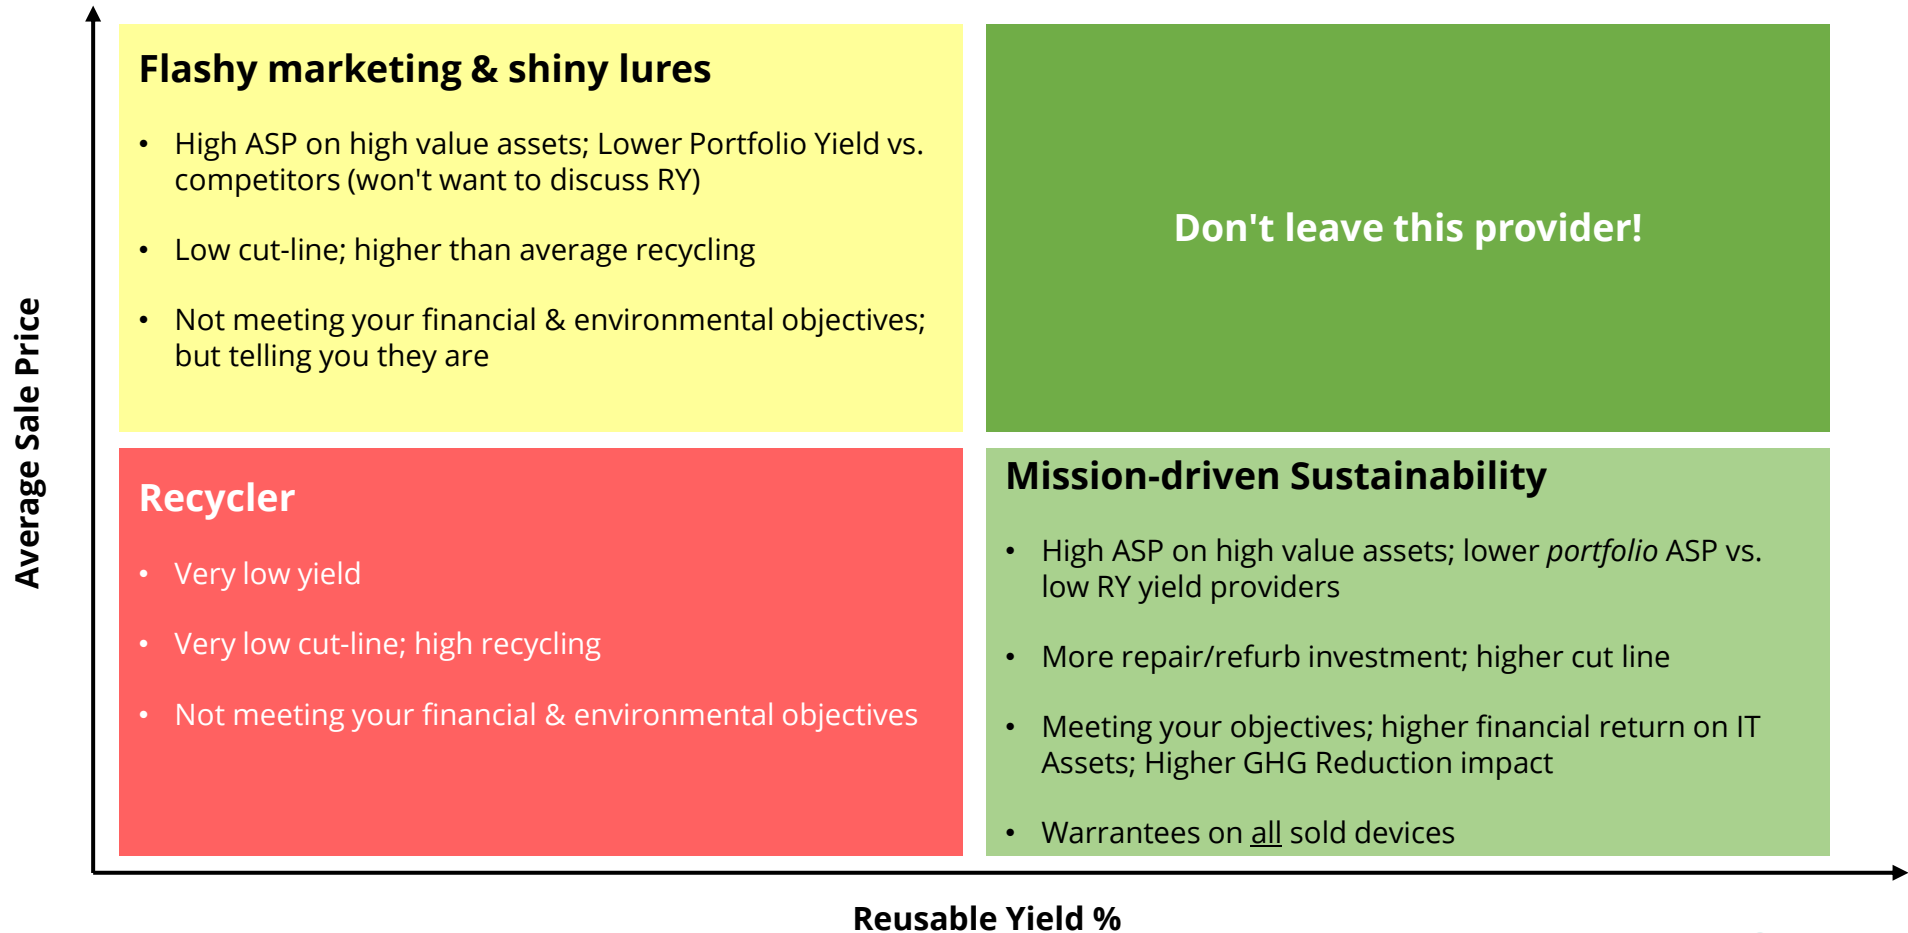 Average Sale Price
Flashy marketing & shiny lures
• High ASP on high value assets; Lower Portfolio Yield vs.
competitors (won't want to discuss RY)
• Low cut-line; higher than average recycling
• Not meeting your financial & environmental objectives;
but telling you they are
Don't leave this provider!
Recycler
• Very low yield
• Very low cut-line; high recycling
• Not meeting your financial & environmental objectives
Mission-driven Sustainability
• High ASP on high value assets; lower portfolio ASP vs.
low RY yield providers
• More repair/refurb investment; higher cut line
• Meeting your objectives; higher financial return on IT
Assets; Higher GHG Reduction impact
• Warrantees on all sold devices
Reusable Yield %